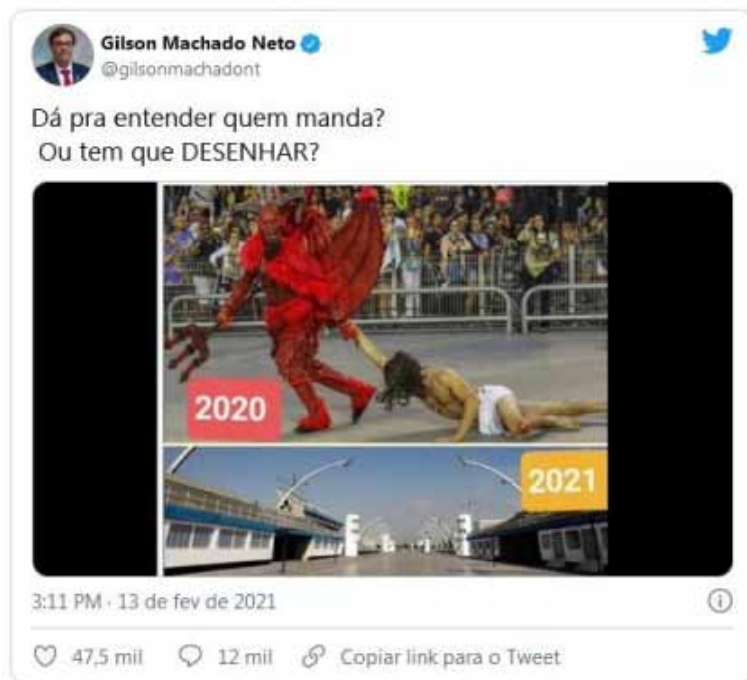 Gilson Machado Neto
@gilsonmachadont
Dá pra entender quem manda?
Ou tem que DESENHAR?
2020
2021
3:11 PM · 13 de fev de 2021
47,5 mil 12 mil Copiar link para o Tweet